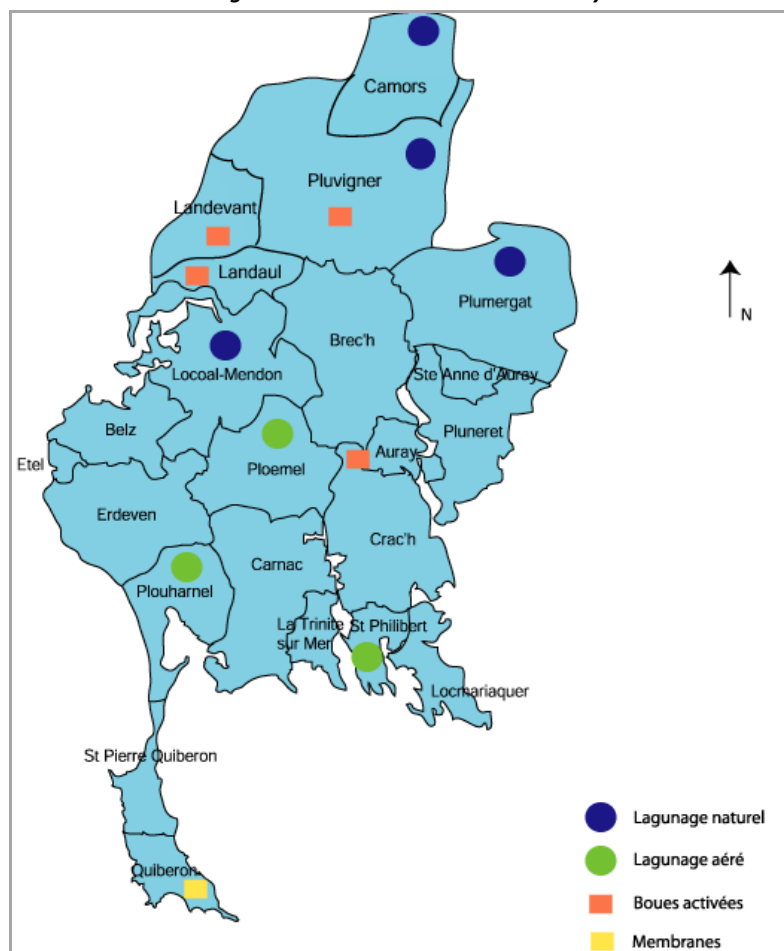 Camors
Pluvigner
Landevant
Landaul
Plumergat
N
Brec'h
Locoal-Mendon
Ste Anne d'Auray
Belz
Pluneret
Auray
Etel
Ploemel
Erdeven
Crac'h
Carnac
Plouharnel
La Trinite
sur Mer
St Philibert
Locmariaquer
St Pierre Quiberon
Quiberon
Lagunage naturel
Lagunage aéré
Boues activées
Membranes